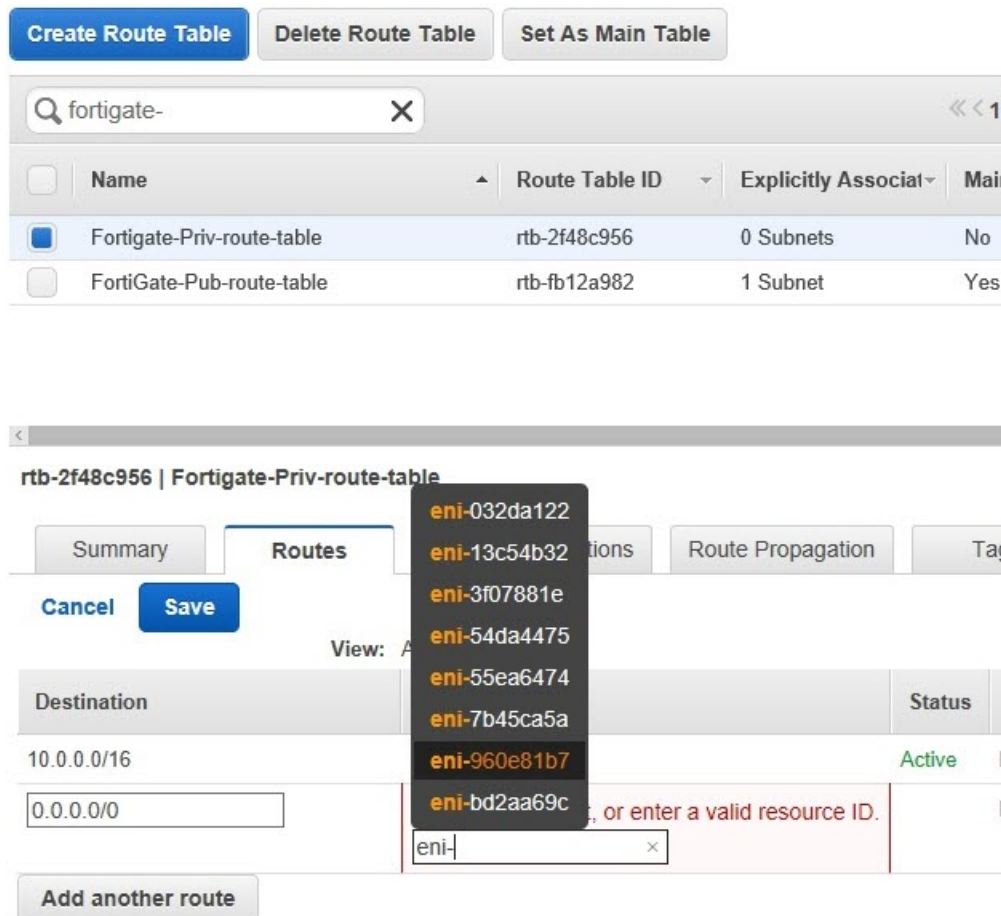 Create Route Table Delete Route Table Set As Main Table
fortigate-
1
Name Route Table ID Explicitly Associat
Fortigate-Priv-route-table rtb-2f48c956 0 Subnets No
FortiGate-Pub-route-table rtb-fb12a982 1 Subnet Yes
rtb-2f48c956 | Fortigate-Priv-route-table
eni-032da122
Summary Routes eni-13c54b32 tions Route Propagation
eni-3f07881e
Cancel Save
eni-54da4475
View:
eni-55ea6474
Destination Status
eni-7b45ca5a
10.0.0.0/16 eni-960e81b7 Active
0.0.0.0/0 eni-bd2aa69c , or enter a valid resource ID.
eni-
Add another route